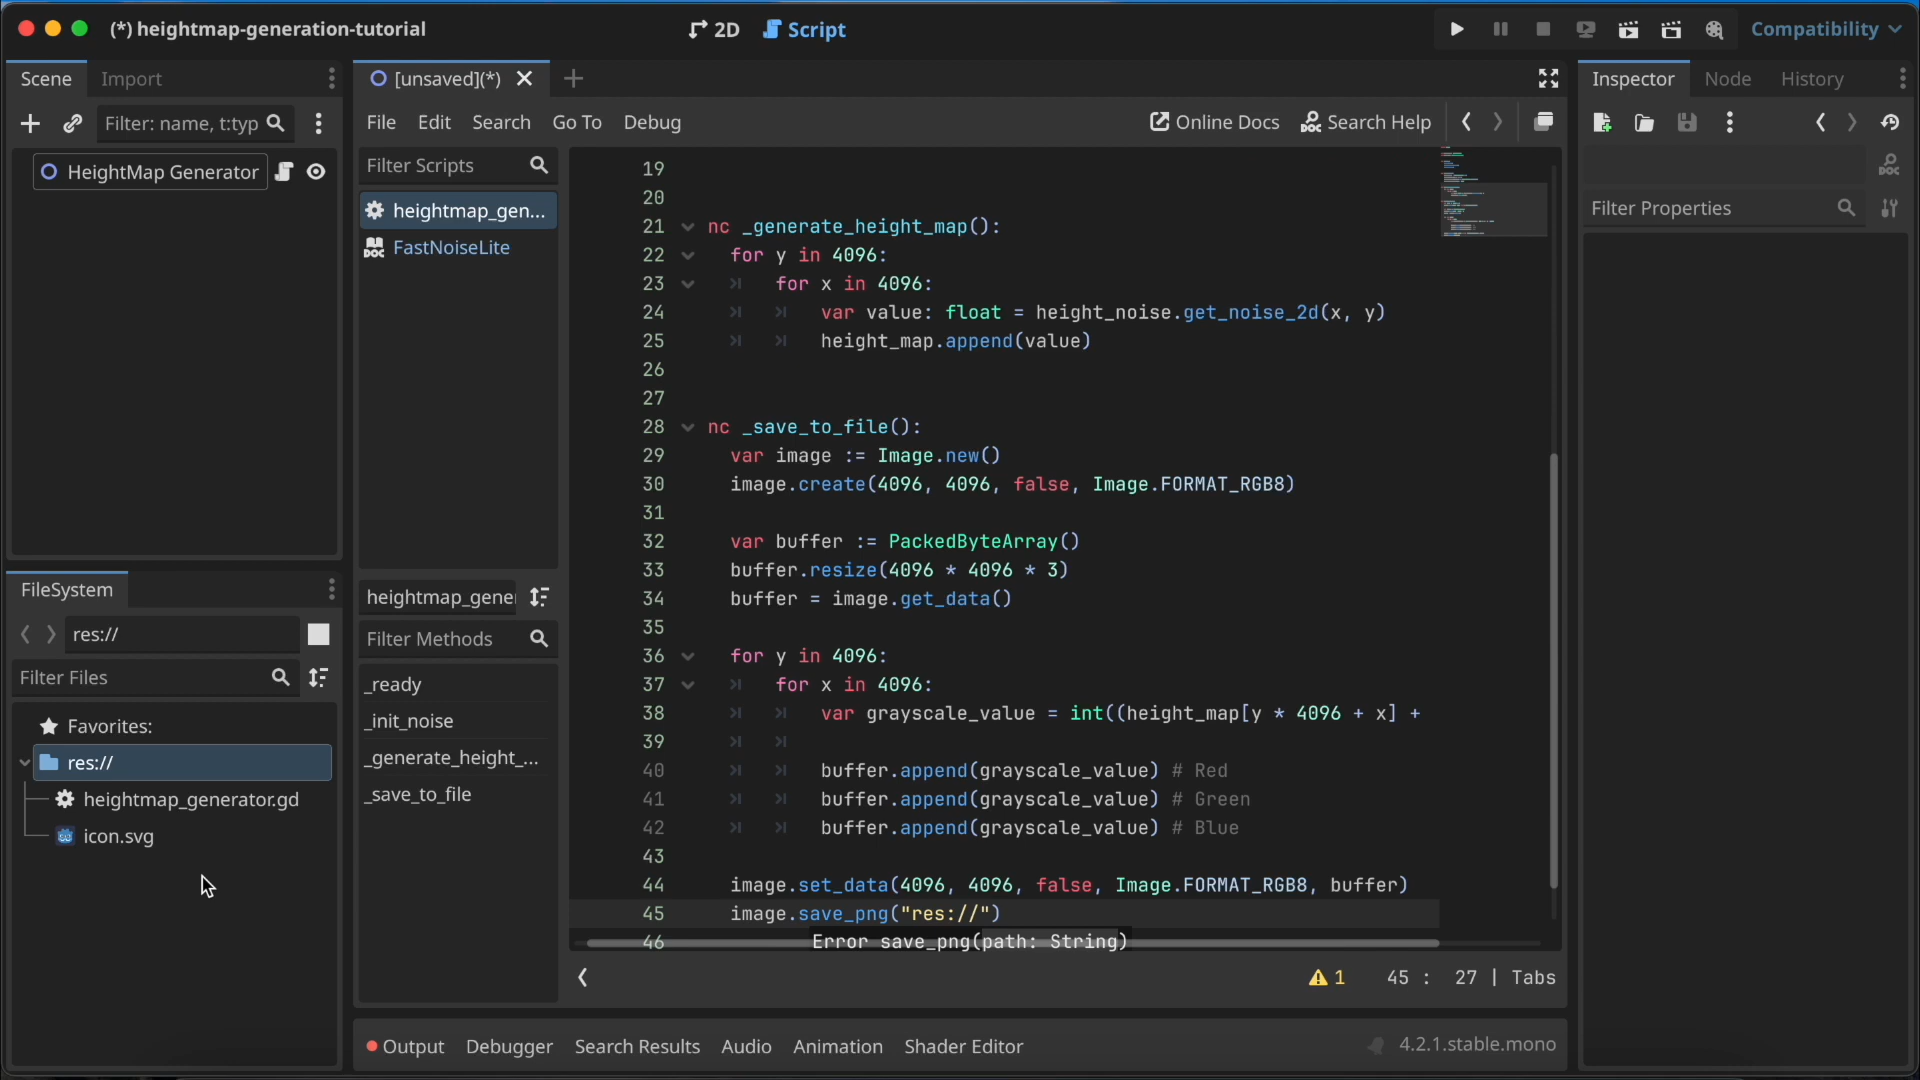 (*) heightmap-generation-tutorial
2D
Script
Compatibility
Scene
Import
[unsaved](*)
Inspector
Node
History
Filter: name, t:typ
File
Edit
Search
Go To
Debug
Online Docs
Search Help
HeightMap Generator
Filter Scripts
Filter Properties
heightmap_gen...
FastNoiseLite
19
20
21 nc _generate_height_map():
22 for y in 4096:
23 for x in 4096:
24 var value: float = height_noise.get_noise_2d(x, y)
25 height_map.append(value)
26
27
28 nc _save_to_file():
29 var image := Image.new()
30 image.create(4096, 4096, false, Image.FORMAT_RGB8)
31
32 var buffer := PackedByteArray()
33 buffer.resize(4096 * 4096 * 3)
34 buffer = image.get_data()
35
36 for y in 4096:
37 for x in 4096:
38 var grayscale_value = int((height_map[y * 4096 + x] +
39
40 buffer.append(grayscale_value) # Red
41 buffer.append(grayscale_value) # Green
42 buffer.append(grayscale_value) # Blue
43
44 image.set_data(4096, 4096, false, Image.FORMAT_RGB8, buffer)
45 image.save_png("res://")
46 Error save_png(path: String)
FileSystem
res://
Filter Files
Favorites:
res://
heightmap_generator.gd
icon.svg
heightmap_gene
Filter Methods
_ready
_init_noise
_generate_height_...
_save_to_file
1
45 : 27 | Tabs
Output
Debugger
Search Results
Audio
Animation
Shader Editor
4.2.1.stable.mono